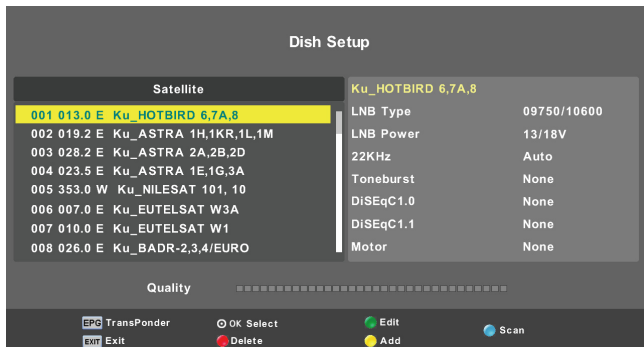 Dish Setup
Satellite
001 013.0 E Ku_HOTBIRD 6,7A,8
002 019.2 E Ku_ASTRA 1H,1KR,1L,1M
003 028.2 E Ku_ASTRA 2A,2B,2D
004 023.5 E Ku_ASTRA 1E,1G,3A
005 353.0 W Ku_NILESAT 101, 10
006 007.0 E Ku_EUTELSAT W3A
007 010.0 E Ku_EUTELSAT W1
008 026.0 E Ku_BADR-2,3,4/EURO
Ku_HOTBIRD 6,7A,8
LNB Type 09750/10600
LNB Power 13/18V
22KHz Auto
Toneburst None
DiSEqC1.0 None
DiSEqC1.1 None
Motor None
Quality
EPG TransPonder OK Select Edit Scan
EXIT Exit Delete Add